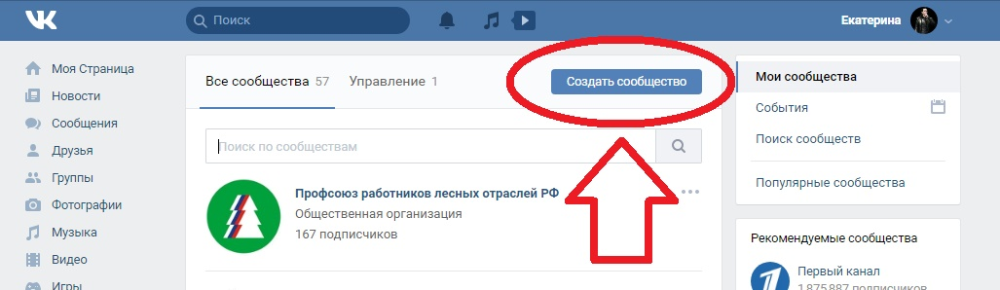 Поиск
Екатерина
Моя Страница
Новости
Сообщения
Друзья
Группы
Фотографии
Музыка
Видео
Игры
Все сообщества 57
Управление 1
Создать сообщество
Поиск по сообществам
Профсоюз работников лесных отраслей РФ
Общественная организация
167 подписчиков
Мои сообщества
События
Поиск сообществ
Популярные сообщества
Рекомендуемые сообщества
Первый канал
1 875 887 подписчиков